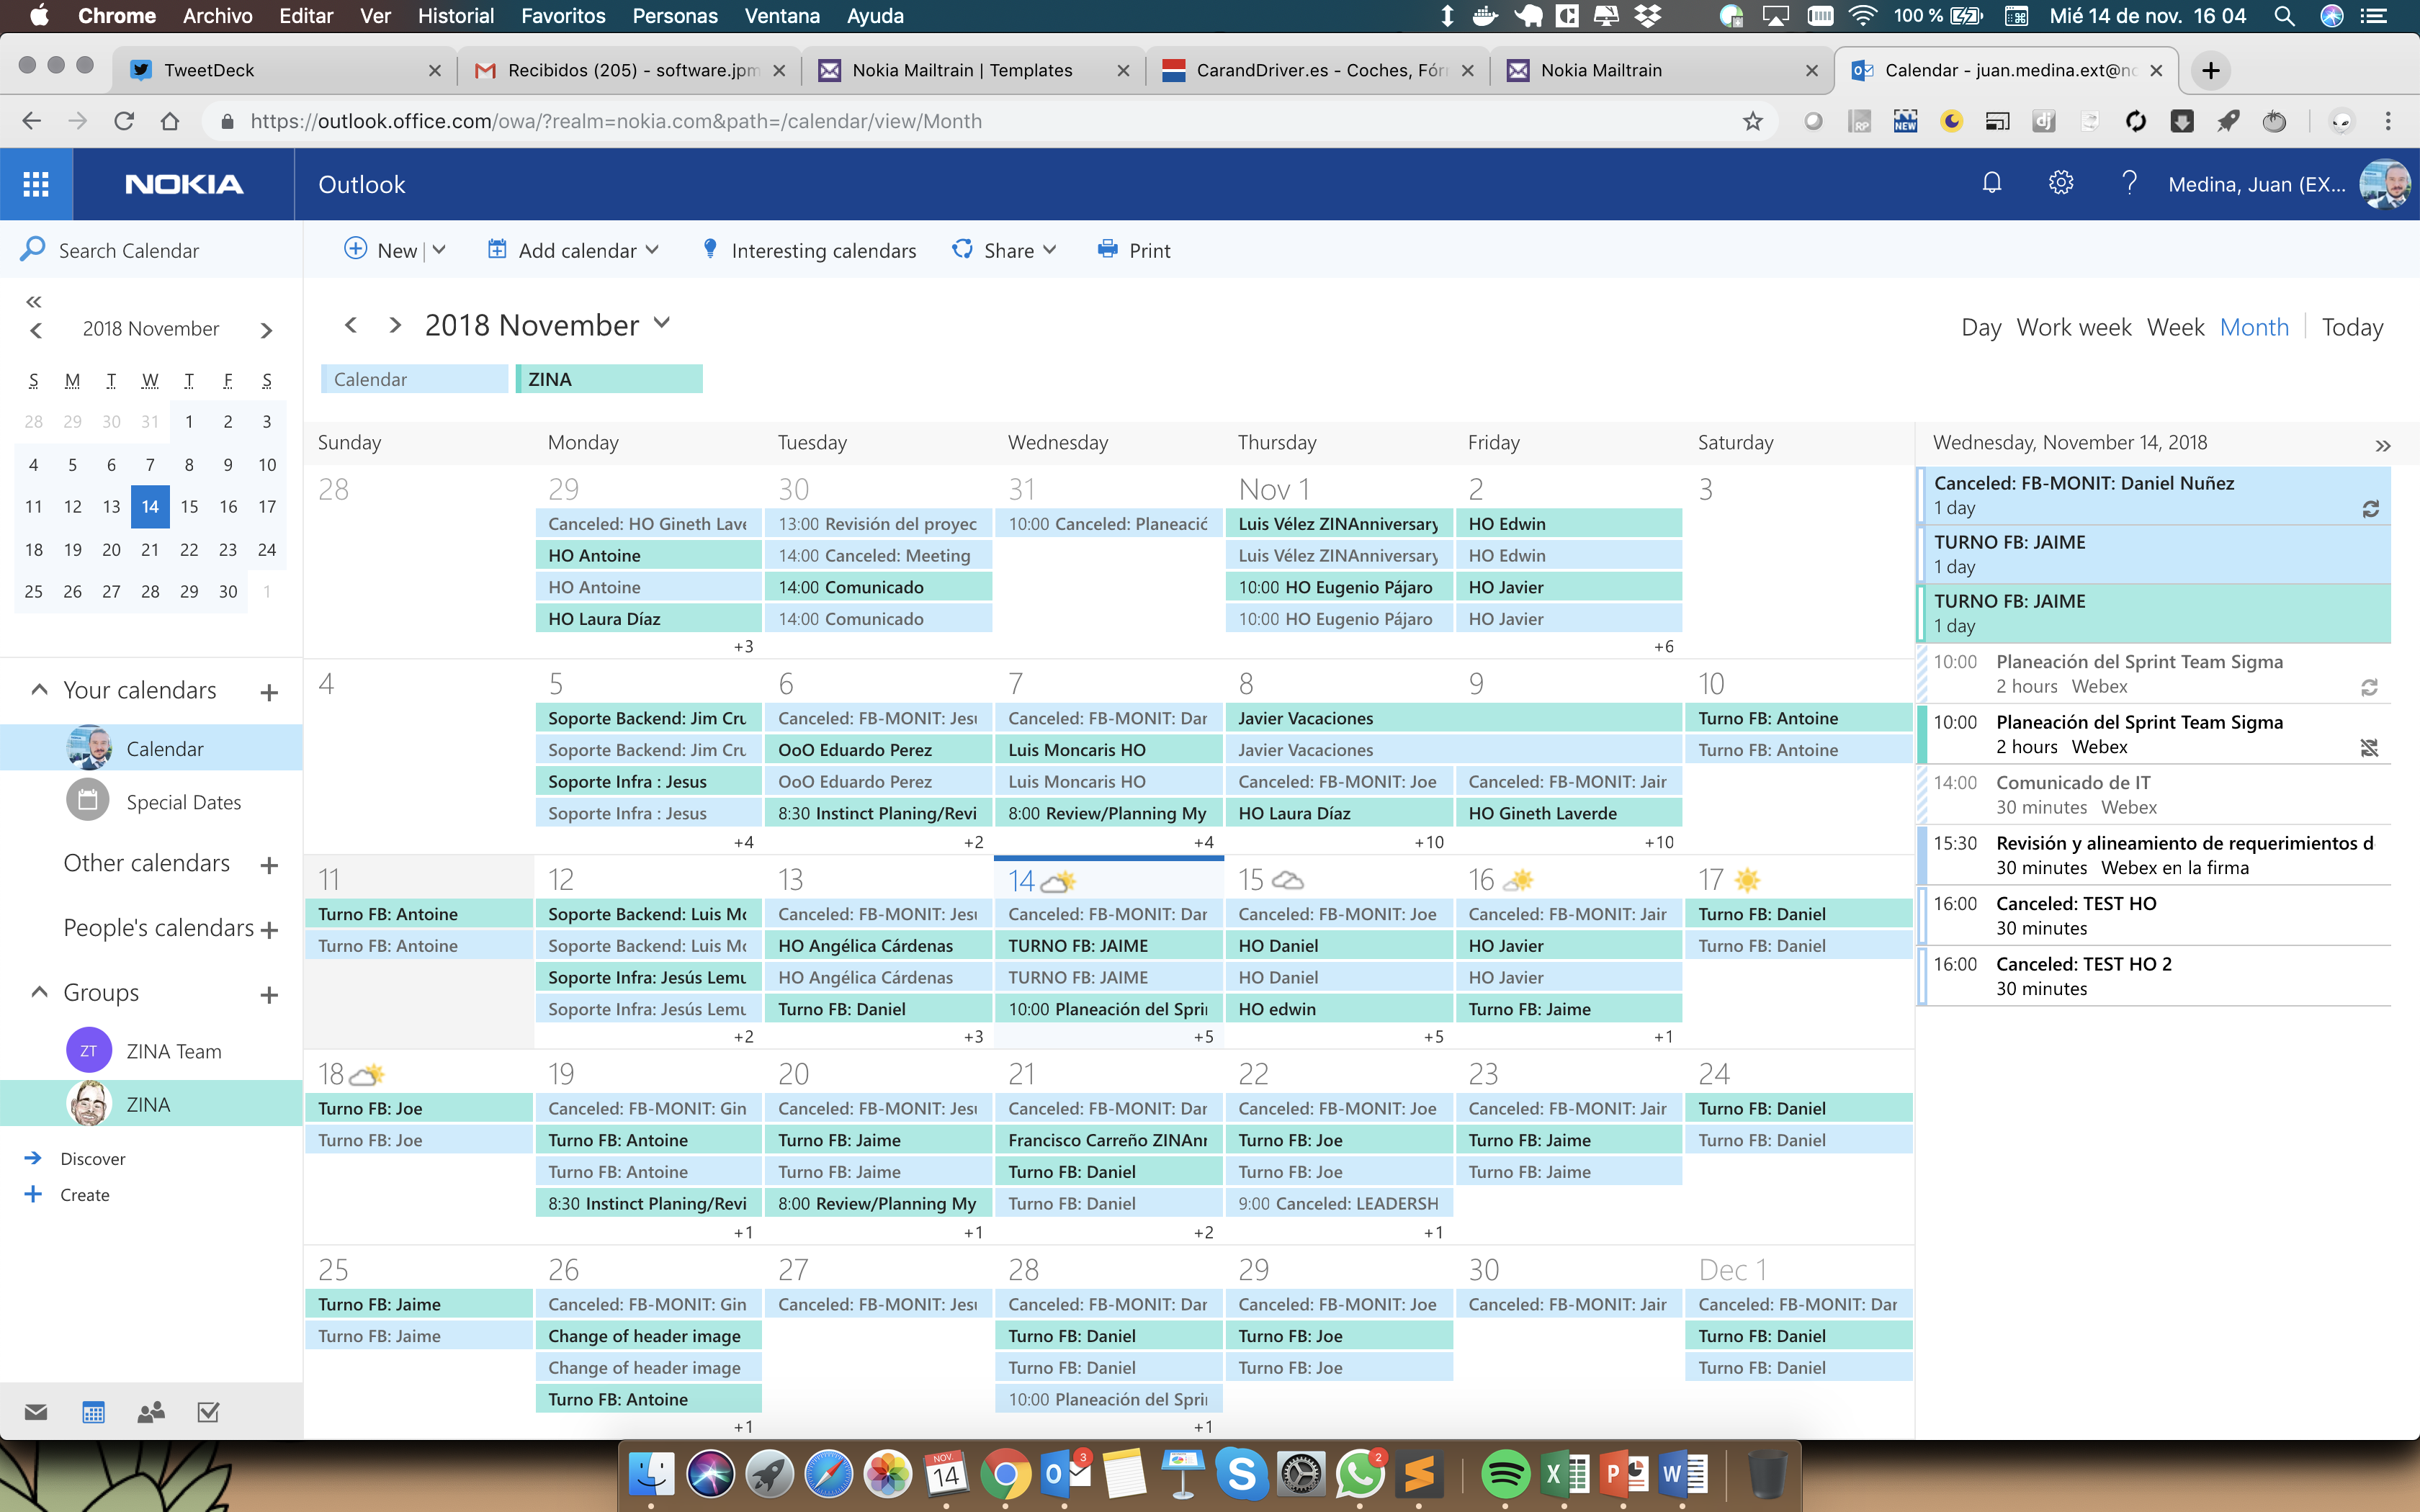 Chrome Archivo Editar Ver Historial Favoritos Personas Ventana Ayuda 100 % Mié 14 de nov. 16 04
TweetDeck Recibidos (205) - software.jpm Nokia Mailtrain | Templates CarandDriver.es - Coches, Fór Nokia Mailtrain Calendar - juan.medina.ext@no
https://outlook.office.com/owa/?realm=nokia.com&path=/calendar/view/Month
NOKIA Outlook ? Medina, Juan (EX...
Search Calendar New Add calendar Interesting calendars Share Print
2018 November
S M T W T F S
28 29 30 31 1 2 3
4 5 6 7 8 9 10
11 12 13 14 15 16 17
18 19 20 21 22 23 24
25 26 27 28 29 30 1
Your calendars
Calendar
Special Dates
Other calendars
People's calendars
Groups
ZT ZINA Team
ZINA
Discover
Create
2018 November Day Work week Week Month Today
Calendar ZINA
Sunday Monday Tuesday Wednesday Thursday Friday Saturday
28 29 30 31 Nov 1 2 3
Canceled: HO Gineth Lave 13:00 Revisión del proyec 10:00 Canceled: Planeació Luis Vélez ZINAnniversary HO Edwin
HO Antoine 14:00 Canceled: Meeting Luis Vélez ZINAnniversary HO Edwin
HO Antoine 14:00 Comunicado 10:00 HO Eugenio Pájaro HO Javier
HO Laura Díaz 14:00 Comunicado 10:00 HO Eugenio Pájaro HO Javier
+3 +6
4 5 6 7 8 9 10
Soporte Backend: Jim Cru Canceled: FB-MONIT: Jesu Canceled: FB-MONIT: Dar Javier Vacaciones Turno FB: Antoine
Soporte Backend: Jim Cru OoO Eduardo Perez Luis Moncaris HO Javier Vacaciones Turno FB: Antoine
Soporte Infra : Jesus OoO Eduardo Perez Luis Moncaris HO Canceled: FB-MONIT: Joe Canceled: FB-MONIT: Jair
Soporte Infra : Jesus 8:30 Instinct Planing/Revi 8:00 Review/Planning My HO Laura Díaz HO Gineth Laverde
+4 +2 +4 +10 +10
11 12 13 14 15 16 17
Turno FB: Antoine Soporte Backend: Luis Mo Canceled: FB-MONIT: Jesu Canceled: FB-MONIT: Dar Canceled: FB-MONIT: Joe Canceled: FB-MONIT: Jair Turno FB: Daniel
Turno FB: Antoine Soporte Backend: Luis Mo HO Angélica Cárdenas TURNO FB: JAIME HO Daniel HO Javier Turno FB: Daniel
Soporte Infra: Jesús Lemu HO Angélica Cárdenas TURNO FB: JAIME HO Daniel HO Javier
Soporte Infra: Jesús Lemu Turno FB: Daniel 10:00 Planeación del Sprin HO edwin Turno FB: Jaime
+2 +3 +5 +5 +1
18 19 20 21 22 23 24
Turno FB: Joe Canceled: FB-MONIT: Gin Canceled: FB-MONIT: Jesu Canceled: FB-MONIT: Dar Canceled: FB-MONIT: Joe Canceled: FB-MONIT: Jair Turno FB: Daniel
Turno FB: Joe Turno FB: Antoine Turno FB: Jaime Francisco Carreño ZINAnn Turno FB: Joe Turno FB: Jaime Turno FB: Daniel
Turno FB: Antoine Turno FB: Jaime Turno FB: Daniel Turno FB: Joe Turno FB: Jaime
8:30 Instinct Planing/Revi 8:00 Review/Planning My Turno FB: Daniel 9:00 Canceled: LEADERSH
+1 +1 +2 +1
25 26 27 28 29 30 Dec 1
Turno FB: Jaime Canceled: FB-MONIT: Gin Canceled: FB-MONIT: Jesu Canceled: FB-MONIT: Dar Canceled: FB-MONIT: Joe Canceled: FB-MONIT: Jair Canceled: FB-MONIT: Dar
Turno FB: Jaime Change of header image Turno FB: Daniel Turno FB: Joe Turno FB: Daniel
Change of header image Turno FB: Daniel Turno FB: Joe Turno FB: Daniel
Turno FB: Antoine 10:00 Planeación del Sprin
+1 +1
Wednesday, November 14, 2018
Canceled: FB-MONIT: Daniel Nuñez
1 day
TURNO FB: JAIME
1 day
TURNO FB: JAIME
1 day
10:00 Planeación del Sprint Team Sigma
2 hours Webex
10:00 Planeación del Sprint Team Sigma
2 hours Webex
14:00 Comunicado de IT
30 minutes Webex
15:30 Revisión y alineamiento de requerimientos d
30 minutes Webex en la firma
16:00 Canceled: TEST HO
30 minutes
16:00 Canceled: TEST HO 2
30 minutes
NOV. 14 3 2